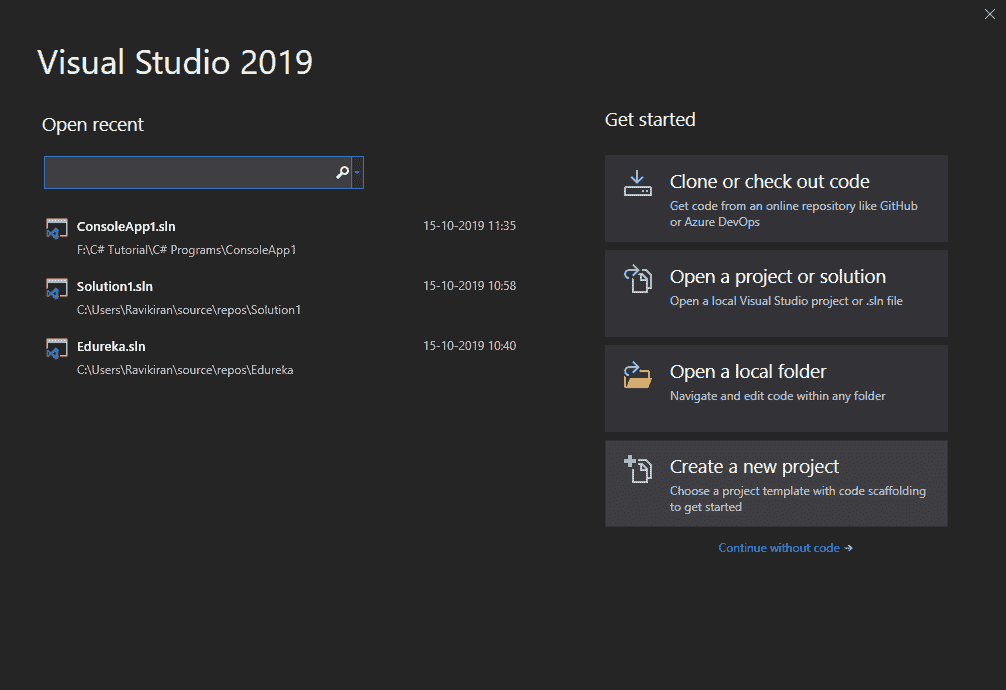 Visual Studio 2019
Open recent
ConsoleApp1.sln 15-10-2019 11:35
F:\C# Tutorial\C# Programs\ConsoleApp1
Solution1.sln 15-10-2019 10:58
C:\Users\Ravikiran\source\repos\Solution1
Edureka.sln 15-10-2019 10:40
C:\Users\Ravikiran\source\repos\Edureka
Get started
Clone or check out code
Get code from an online repository like GitHub
or Azure DevOps
Open a project or solution
Open a local Visual Studio project or .sln file
Open a local folder
Navigate and edit code within any folder
Create a new project
Choose a project template with code scaffolding
to get started
Continue without code →